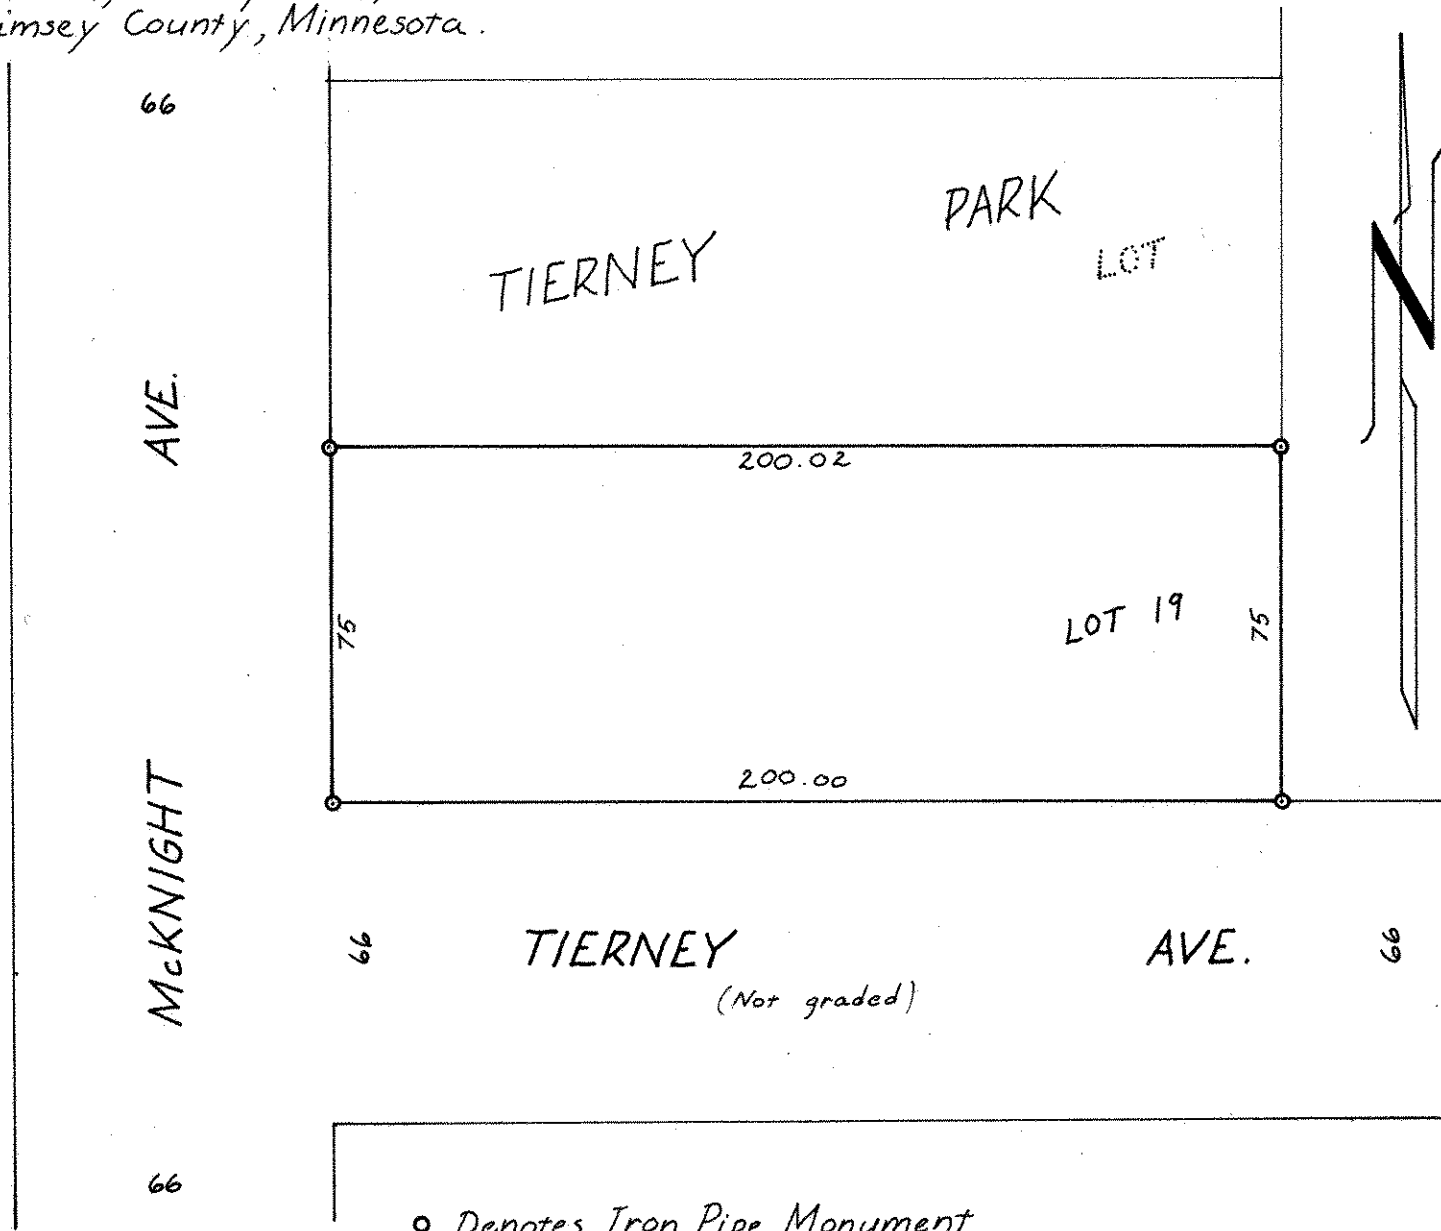 County, Minnesota.
66
PARK
TIERNEY
LOT
N
AVE.
200.02
75
LOT 19
75
200.00
McKNIGHT
66
TIERNEY AVE.
66
(Not graded)
66
Denotes Iron Pipe Monument